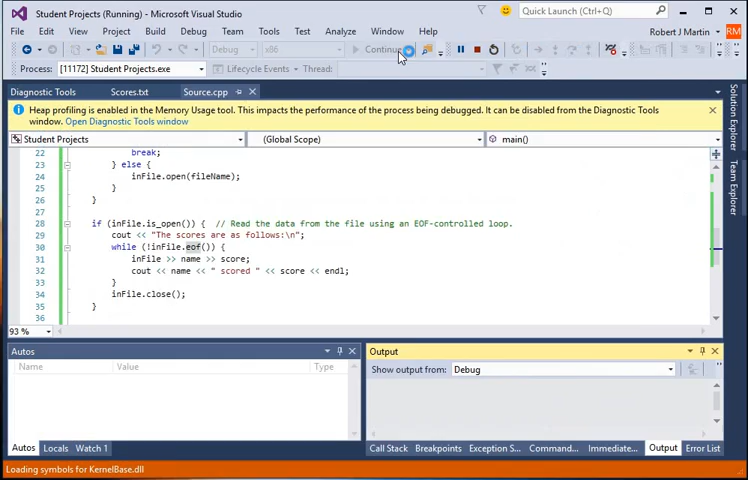 Student Projects (Running) - Microsoft Visual Studio
Quick Launch (Ctrl+Q)
File Edit View Project Build Debug Team Tools Test Analyze Window Help
Robert J Martin RM
Debug x86 Continue
Process: [11172] Student Projects.exe Lifecycle Events Thread:
Diagnostic Tools Scores.txt Source.cpp
Heap profiling is enabled in the Memory Usage tool. This impacts the performance of the process being debugged. It can be disabled from the Diagnostic Tools
window. Open Diagnostic Tools window
Student Projects (Global Scope) main()
22 break;
23 } else {
24 inFile.open(fileName);
25 }
26 }
27
28 if (inFile.is_open()) { // Read the data from the file using an EOF-controlled loop.
29 cout << "The scores are as follows:\n";
30 while (!inFile.eof()) {
31 inFile >> name >> score;
32 cout << name << " scored " << score << endl;
33 }
34 inFile.close();
35 }
36
93 %
Solution Explorer
Team Explorer
Autos
Name Value Type
Autos Locals Watch 1
Output
Show output from: Debug
Call Stack Breakpoints Exception S... Command... Immediate... Output Error List
Loading symbols for KernelBase.dll